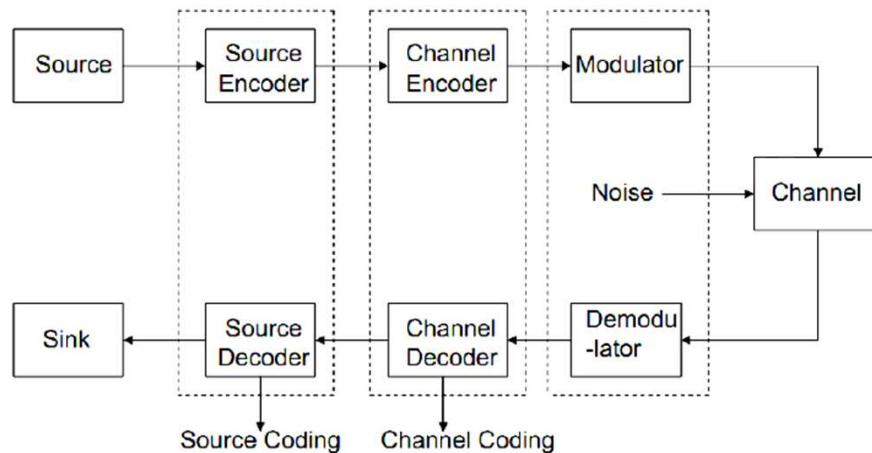 Source
Source
Encoder
Channel
Encoder
Modulator
Noise
Channel
Sink
Source
Decoder
Channel
Decoder
Demodu
-lator
Source Coding
Channel Coding